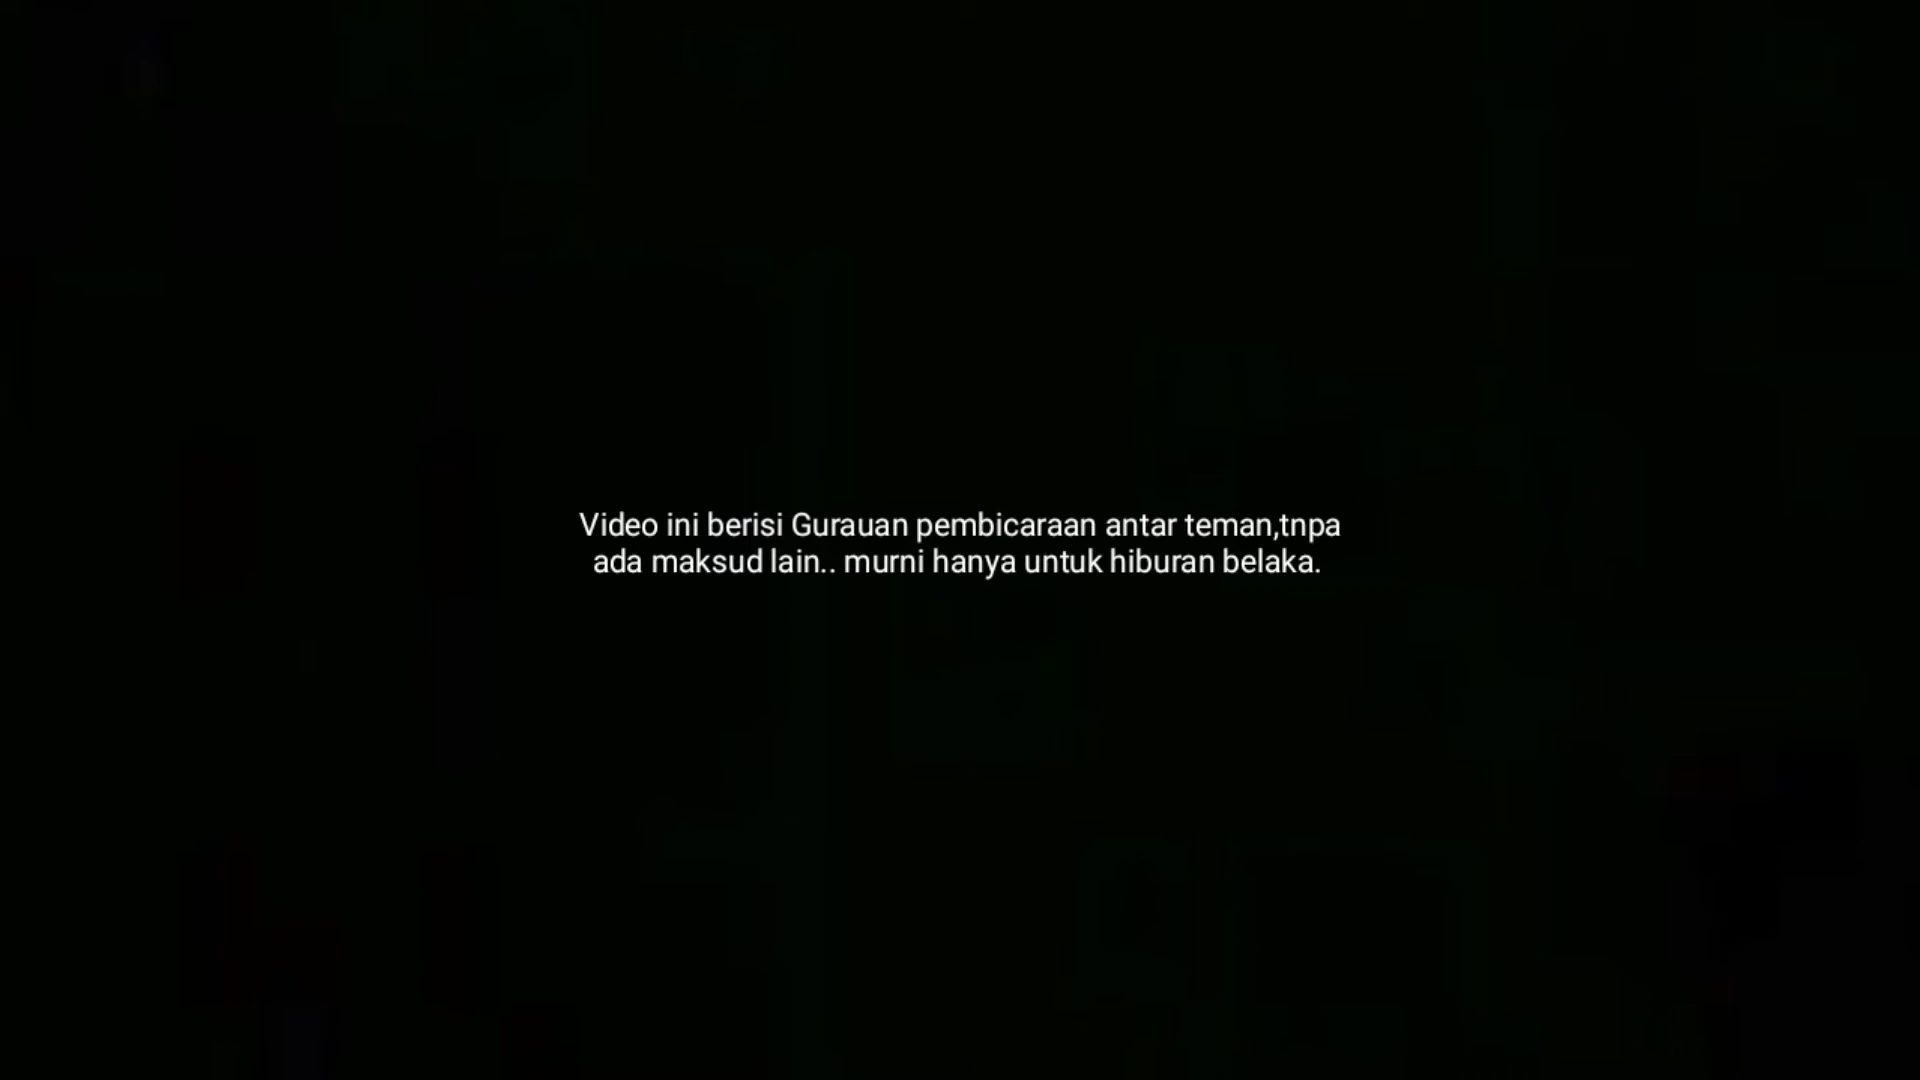 Video ini berisi Gurauan pembicaraan antar teman,tnpa
ada maksud lain.. murni hanya untuk hiburan belaka.